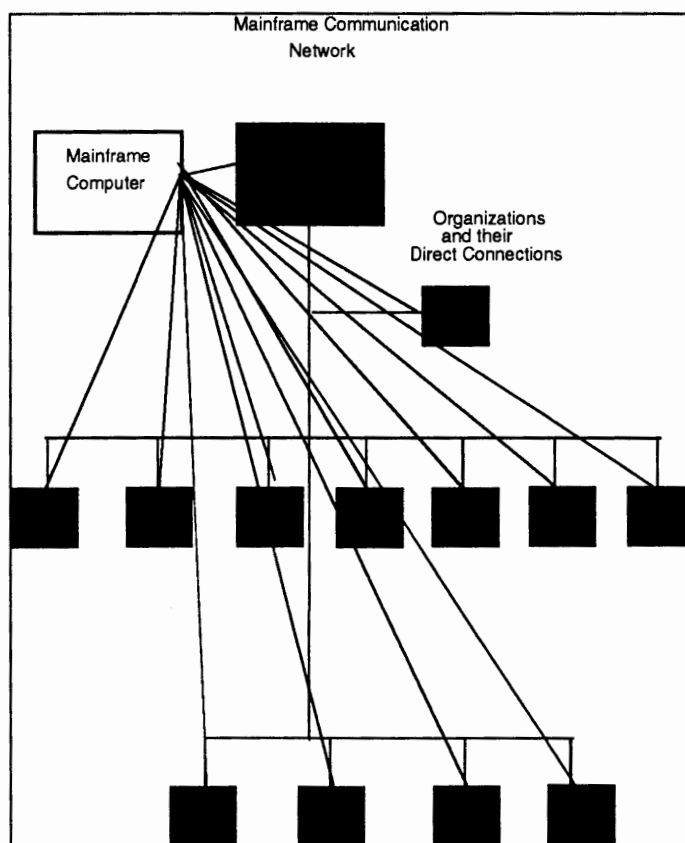 Mainframe Communication
Network
Mainframe
Computer
Organizations
and their
Direct Connections